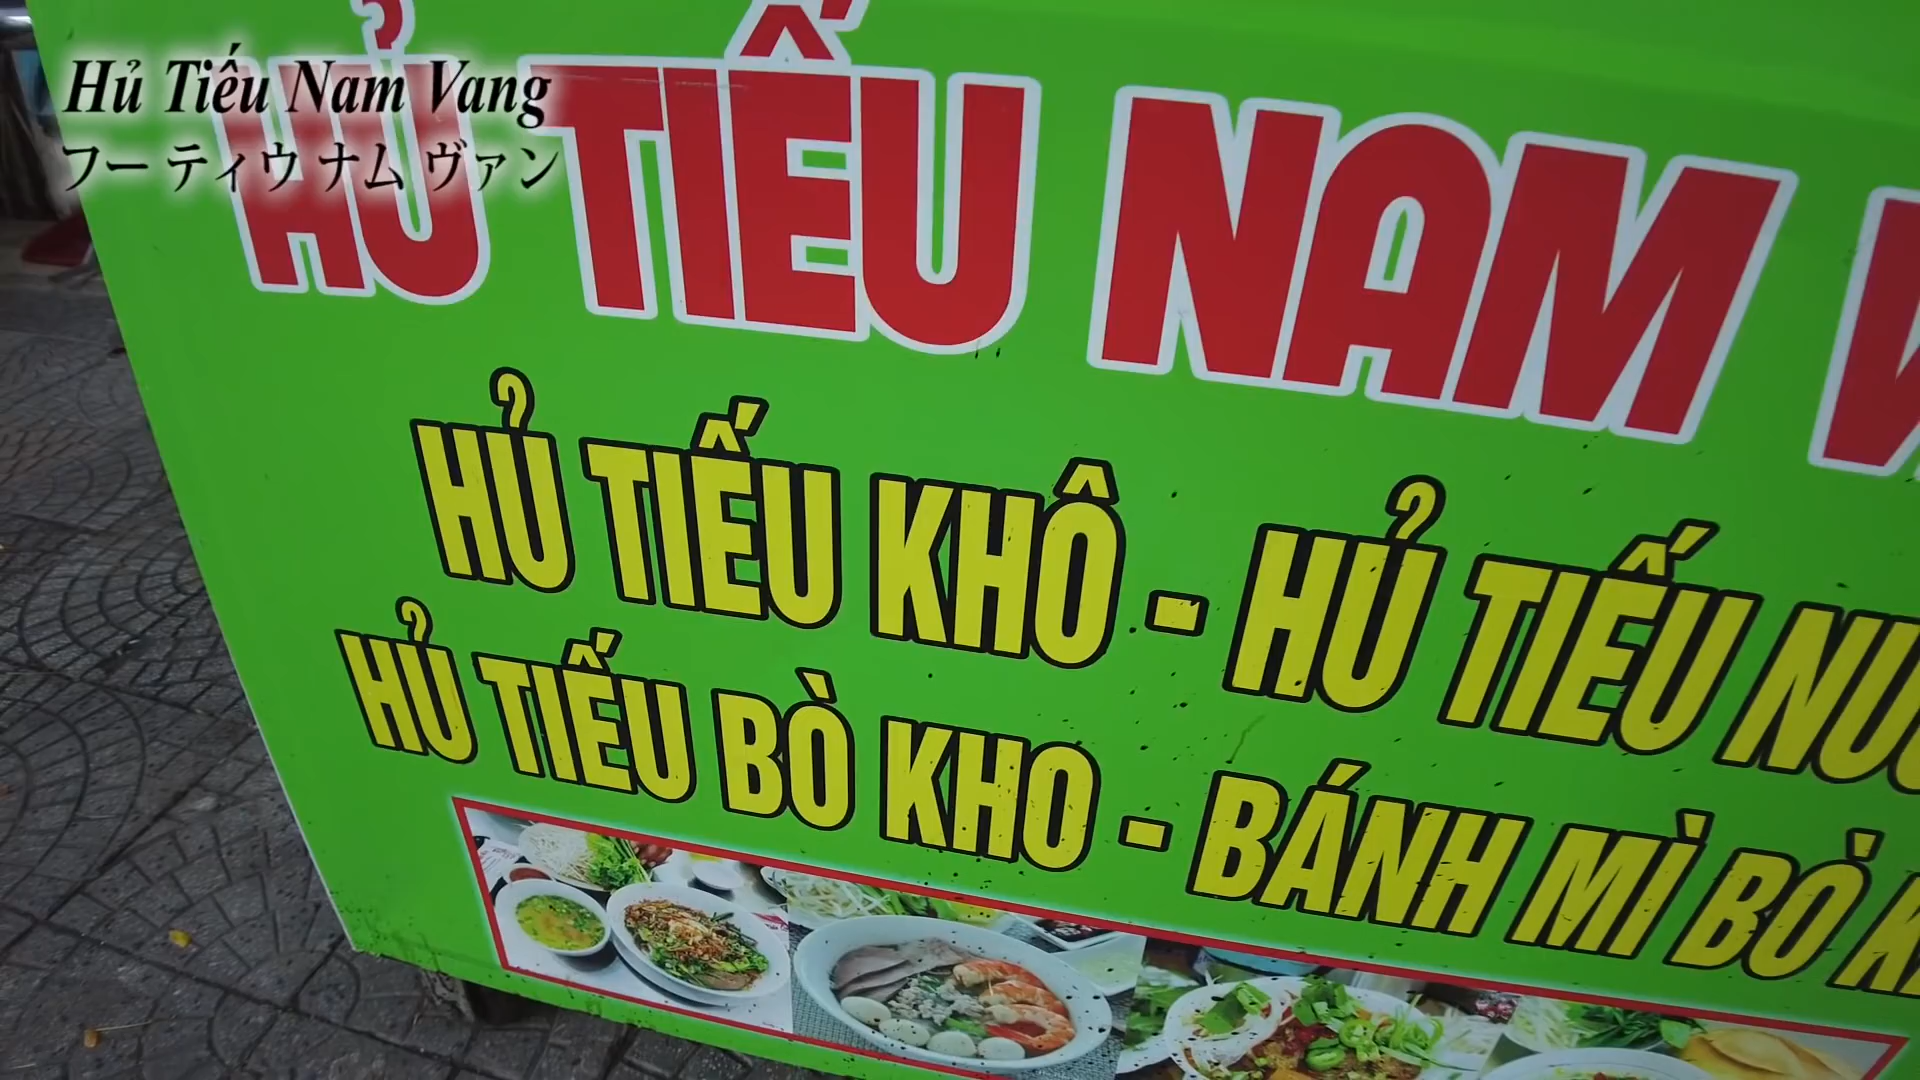 Hủ Tiếu Nam Vang
フー ティウ ナム ヴァン
HỦ TIẾU NAM
HỦ TIẾU KHÔ - HỦ TIẾU
HỦ TIẾU BÒ KHO - BÁNH MÌ BÒ